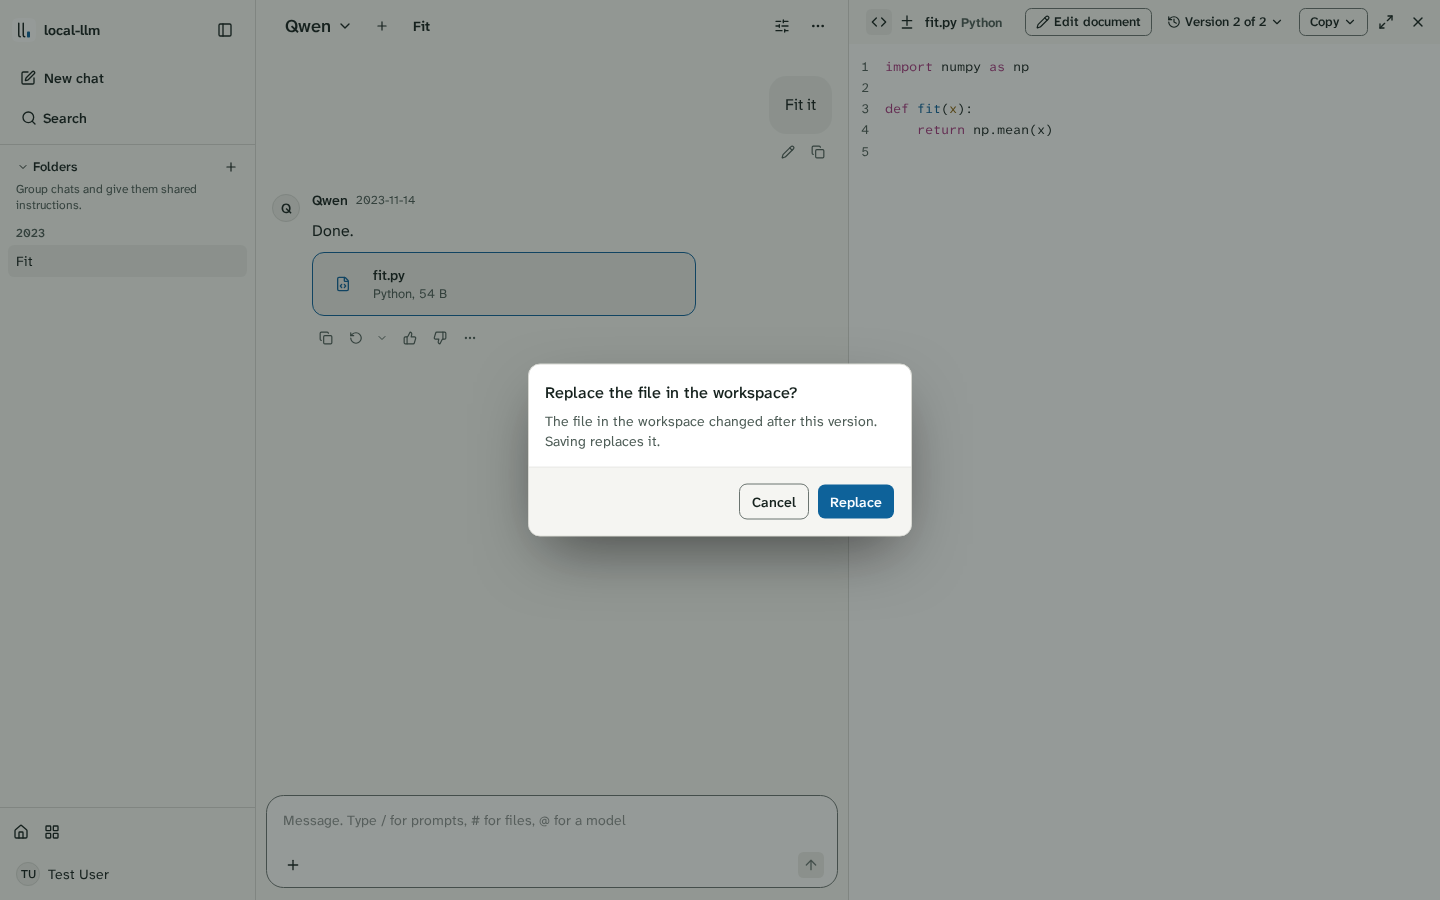 local-llm
New chat
Search
Folders
Group chats and give them shared
instructions.
2023
Fit
TU
Test User
Qwen
Fit
Fit it
Q
Qwen 2023-11-14
Done.
fit.py
Python, 54 B
Message. Type / for prompts, # for files, @ for a model
fit.py Python
Edit document
Version 2 of 2
Copy
1 import numpy as np
2
3 def fit(x):
4     return np.mean(x)
5
Replace the file in the workspace?
The file in the workspace changed after this version.
Saving replaces it.
Cancel
Replace